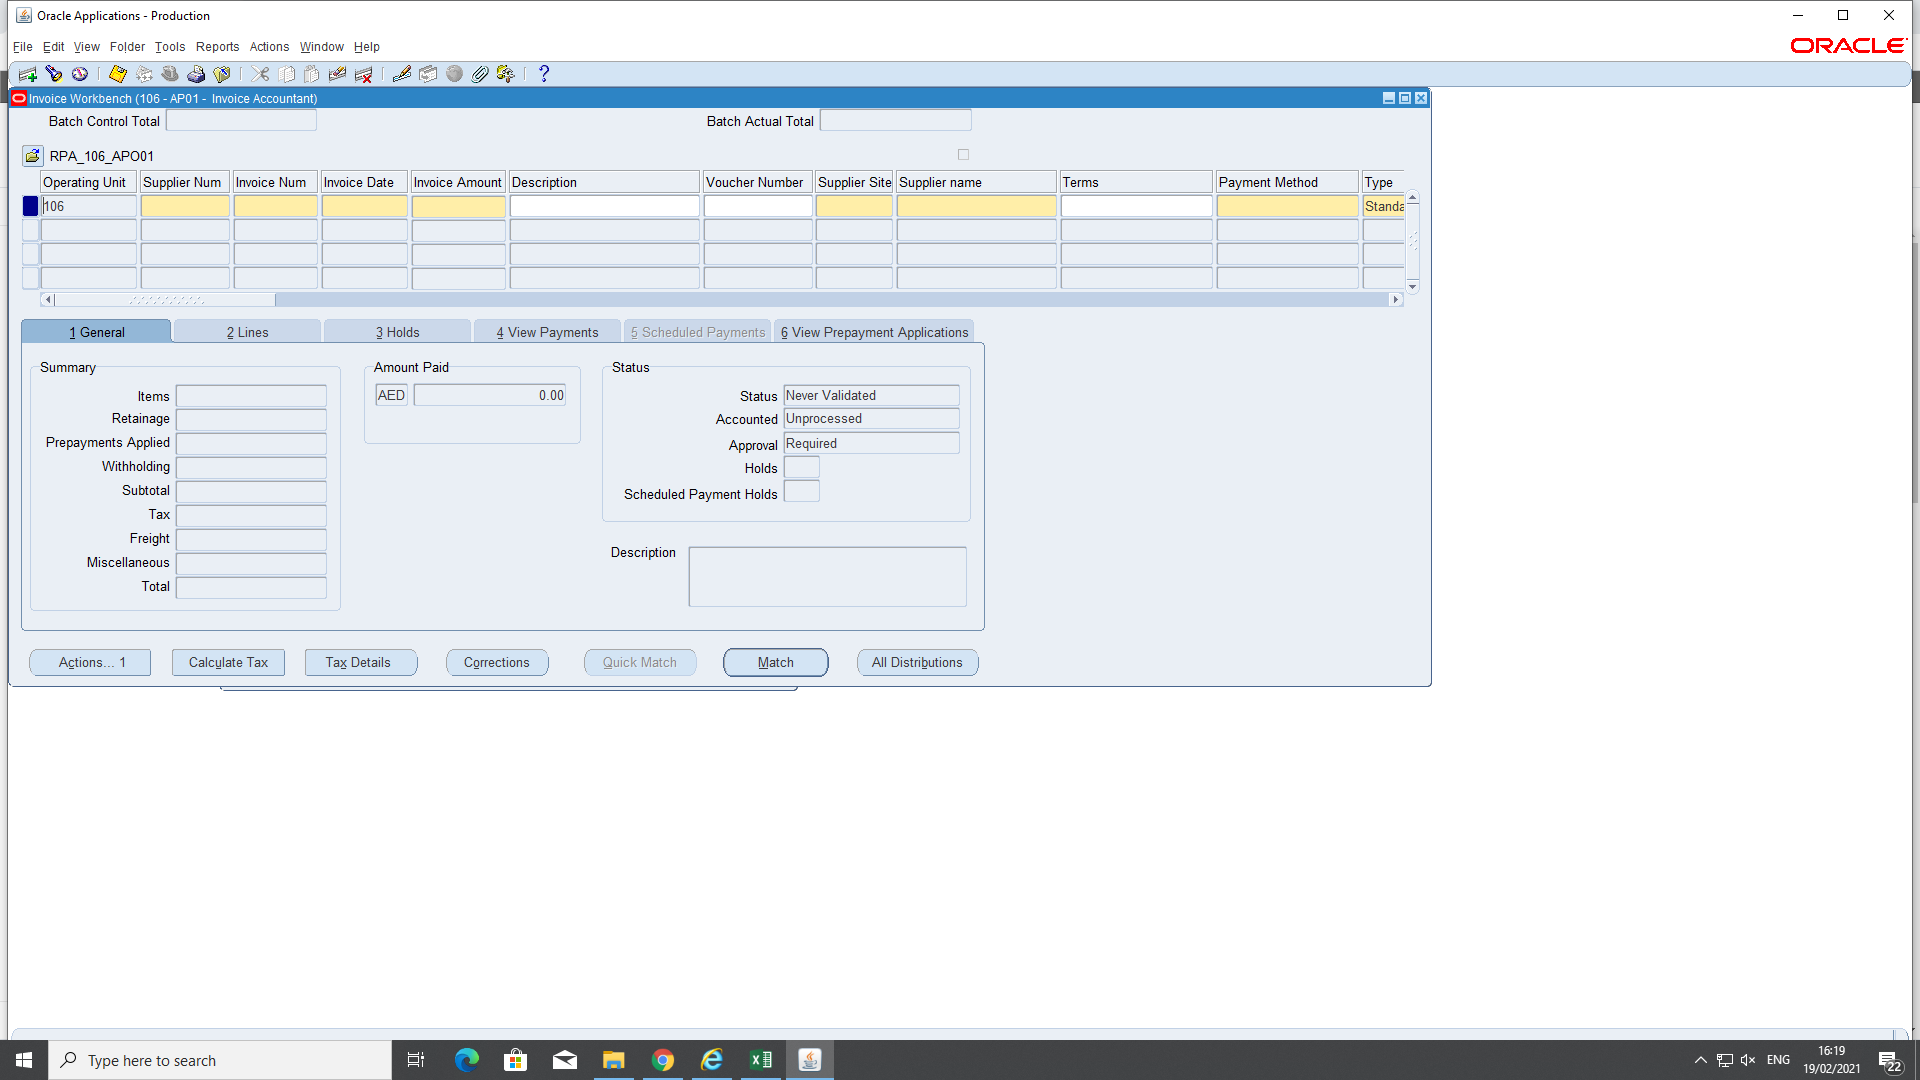 Oracle Applications - Production
File Edit View Folder Tools Reports Actions Window Help
ORACLE
Invoice Workbench (106 - AP01 - Invoice Accountant)
Batch Control Total
Batch Actual Total
RPA_106_APO01
Operating Unit Supplier Num Invoice Num Invoice Date Invoice Amount Description Voucher Number Supplier Site Supplier name Terms Payment Method Type
106 Standa
1 General 2 Lines 3 Holds 4 View Payments 5 Scheduled Payments 6 View Prepayment Applications
Summary
Items
Retainage
Prepayments Applied
Withholding
Subtotal
Tax
Freight
Miscellaneous
Total
Amount Paid
AED 0.00
Status
Status Never Validated
Accounted Unprocessed
Approval Required
Holds
Scheduled Payment Holds
Description
Actions... 1 Calculate Tax Tax Details Corrections Quick Match Match All Distributions
Type here to search
ENG
16:19
19/02/2021
22